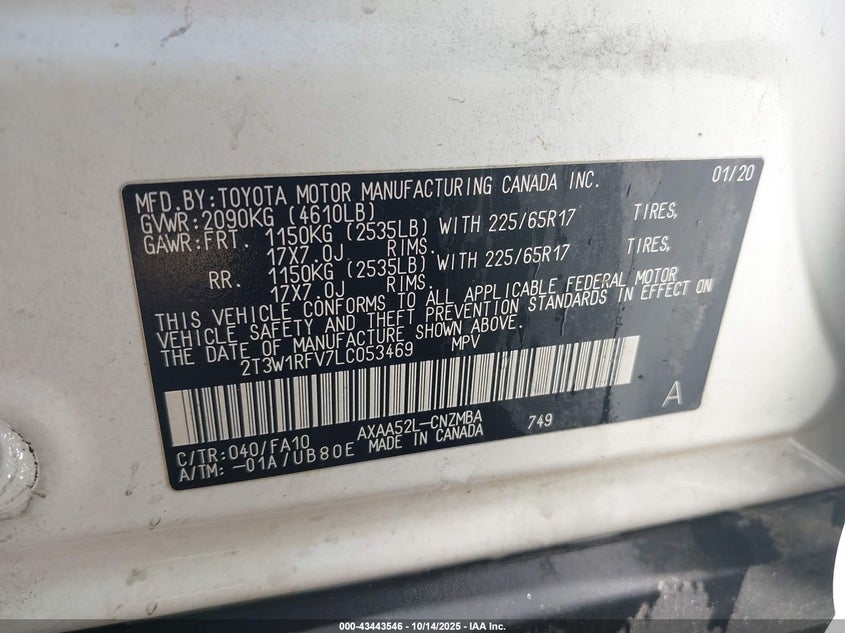 MFD.BY:TOYOTA MOTOR MANUFACTURING CANADA INC. 01/20
GVWR:2090KG (4610LB)
GAWR:FRT. 1150KG (2535LB) WITH 225/65R17 TIRES,
17X7.0J RIMS.
RR. 1150KG (2535LB) WITH 225/65R17 TIRES,
17X7.0J RIMS.
THIS VEHICLE CONFORMS TO ALL APPLICABLE FEDERAL MOTOR
VEHICLE SAFETY AND THEFT PREVENTION STANDARDS IN EFFECT ON
THE DATE OF MANUFACTURE SHOWN ABOVE.
2T3W1RFV7LC053469 MPV
A
C/TR:040/FA10 AXAA52L-CNZMBA 749
A/TM:-01A/UB80E MADE IN CANADA
000-43443546 | 10/14/2025 | IAA Inc.